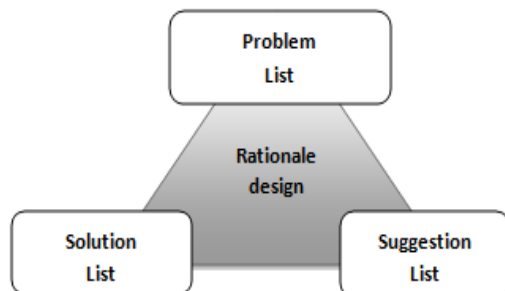 Problem
List
Rationale
design
Solution
List
Suggestion
List